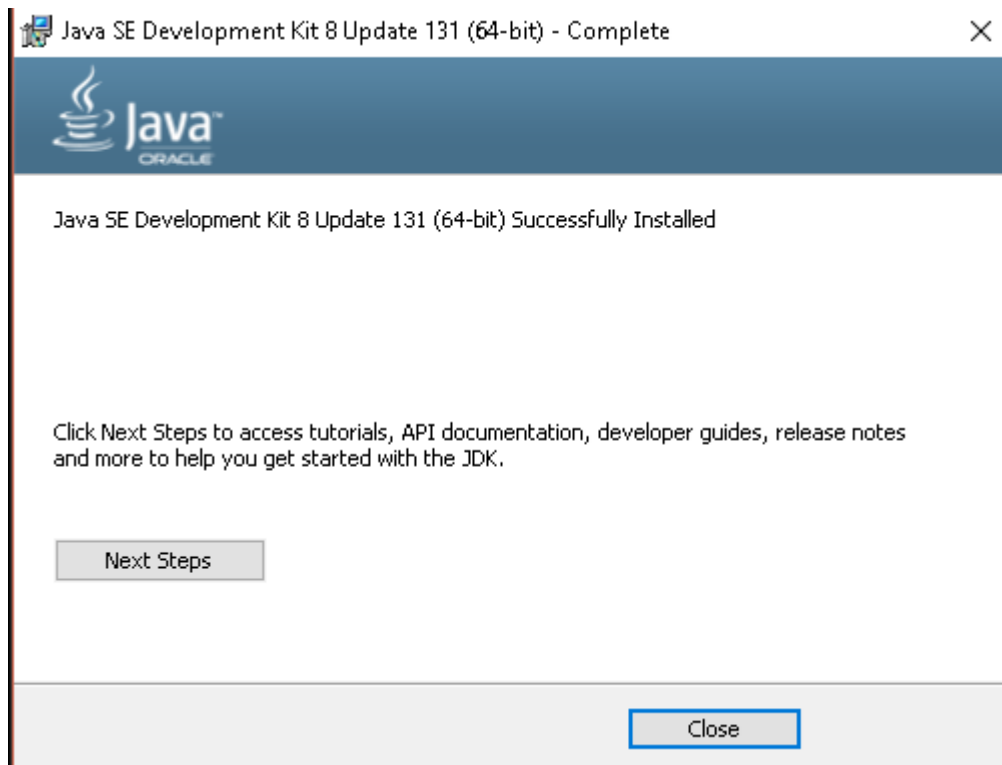 Java SE Development Kit 8 Update 131 (64-bit) - Complete
Java™
ORACLE
Java SE Development Kit 8 Update 131 (64-bit) Successfully Installed
Click Next Steps to access tutorials, API documentation, developer guides, release notes
and more to help you get started with the JDK.
Next Steps
Close